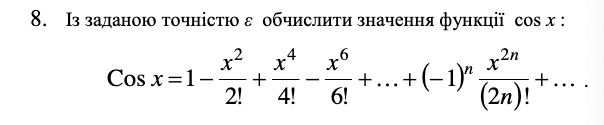 8. Із заданою точністю ε обчислити значення функції cos x :
Cos x = 1 − x²/2! + x⁴/4! − x⁶/6! + … + (−1)ⁿ x²ⁿ/(2n)! + … .